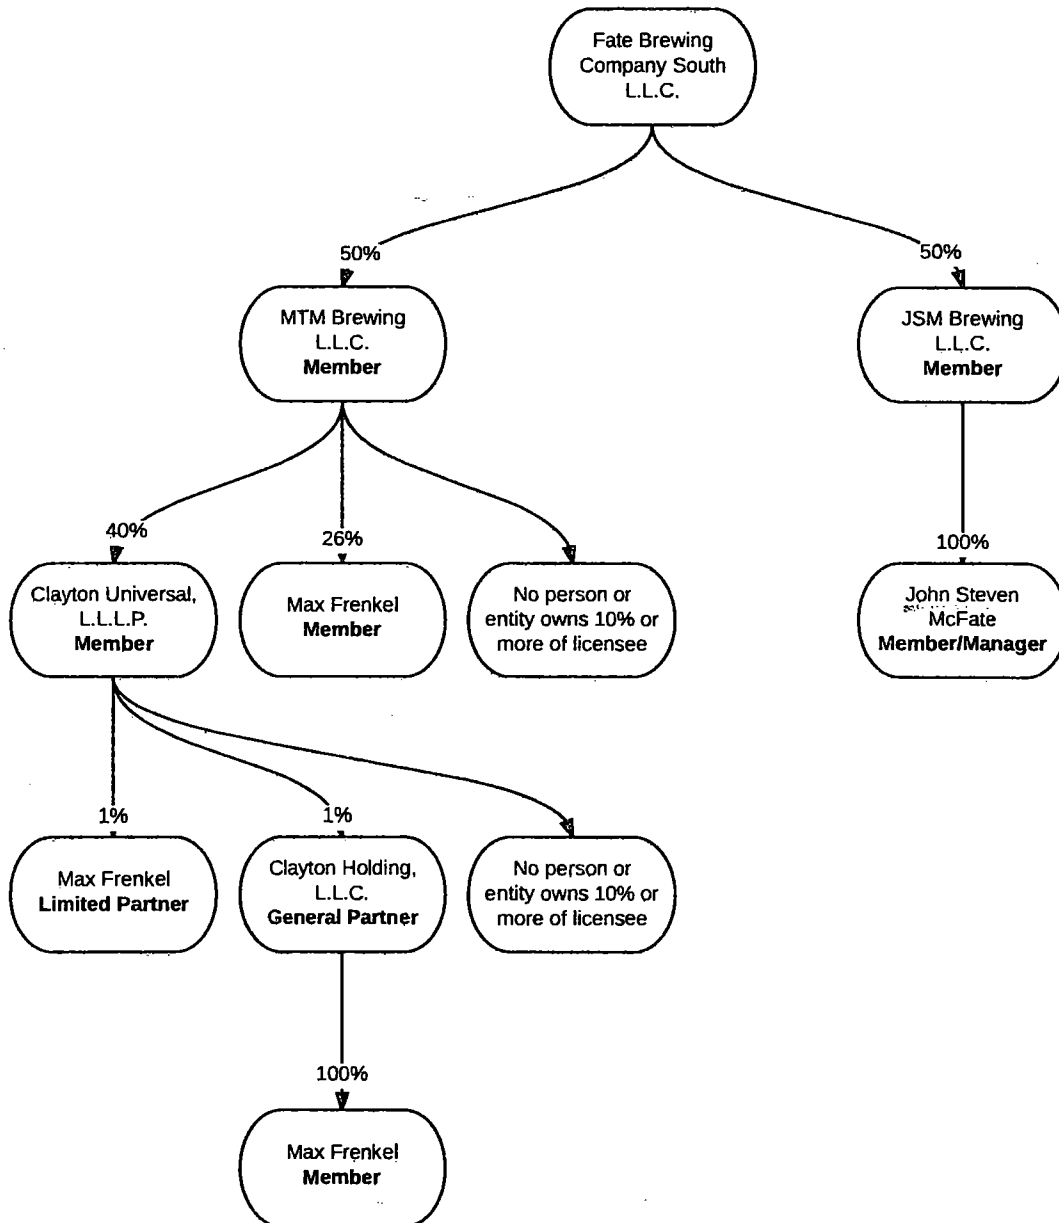 Fate Brewing
Company South
L.L.C.
50%
50%
MTM Brewing
L.L.C.
Member
JSM Brewing
L.L.C.
Member
40%
26%
100%
Clayton Universal,
L.L.L.P.
Member
Max Frenkel
Member
No person or
entity owns 10% or
more of licensee
John Steven
McFate
Member/Manager
1%
1%
Max Frenkel
Limited Partner
Clayton Holding,
L.L.C.
General Partner
No person or
entity owns 10% or
more of licensee
100%
Max Frenkel
Member